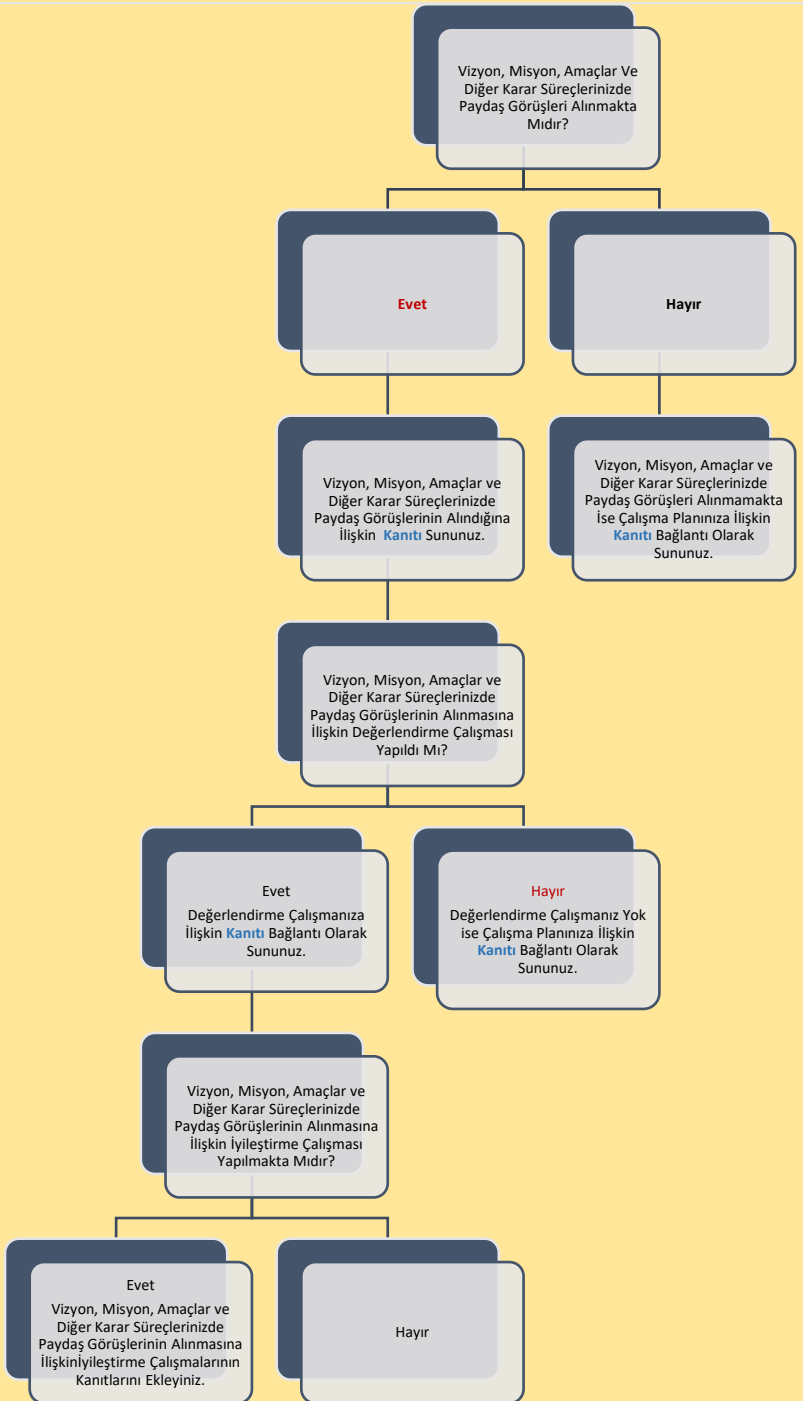 Vizyon, Misyon, Amaçlar Ve
Diğer Karar Süreçlerinizde
Paydaş Görüşleri Alınmakta
Mıdır?
Evet
Hayır
Vizyon, Misyon, Amaçlar ve
Diğer Karar Süreçlerinizde
Paydaş Görüşlerinin Alındığına
İlişkin Kanıtı Sununuz.
Vizyon, Misyon, Amaçlar ve
Diğer Karar Süreçlerinizde
Paydaş Görüşleri Alınmamakta
İse Çalışma Planınıza İlişkin
Kanıtı Bağlantı Olarak
Sununuz.
Vizyon, Misyon, Amaçlar ve
Diğer Karar Süreçlerinizde
Paydaş Görüşlerinin Alınmasına
İlişkin Değerlendirme Çalışması
Yapıldı Mı?
Evet
Değerlendirme Çalışmanıza
İlişkin Kanıtı Bağlantı Olarak
Sununuz.
Hayır
Değerlendirme Çalışmanız Yok
ise Çalışma Planınıza İlişkin
Kanıtı Bağlantı Olarak
Sununuz.
Vizyon, Misyon, Amaçlar ve
Diğer Karar Süreçlerinizde
Paydaş Görüşlerinin Alınmasına
İlişkin İyileştirme Çalışması
Yapılmakta Mıdır?
Evet
Vizyon, Misyon, Amaçlar ve
Diğer Karar Süreçlerinizde
Paydaş Görüşlerinin Alınmasına
İlişkinİyileştirme Çalışmalarının
Kanıtlarını Ekleyiniz.
Hayır